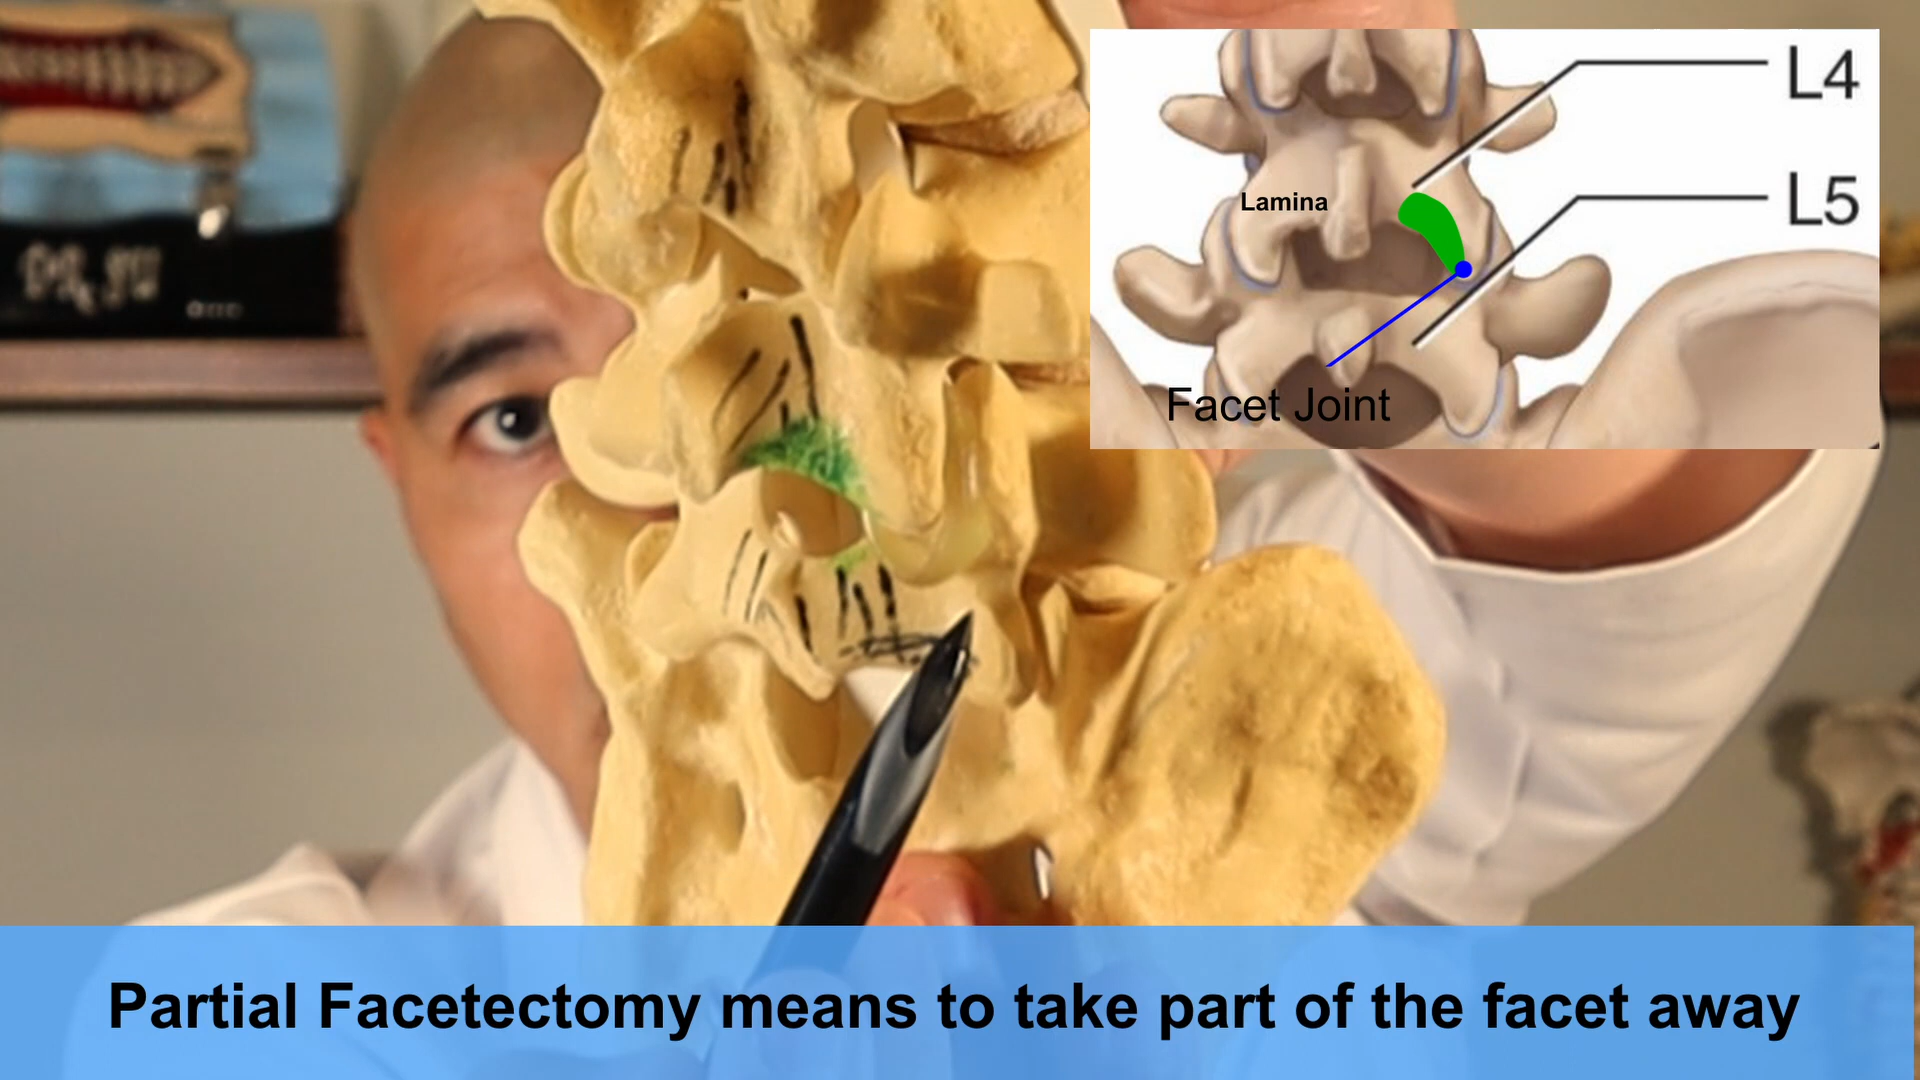 L4
Lamina
L5
Facet Joint
Partial Facetectomy means to take part of the facet away